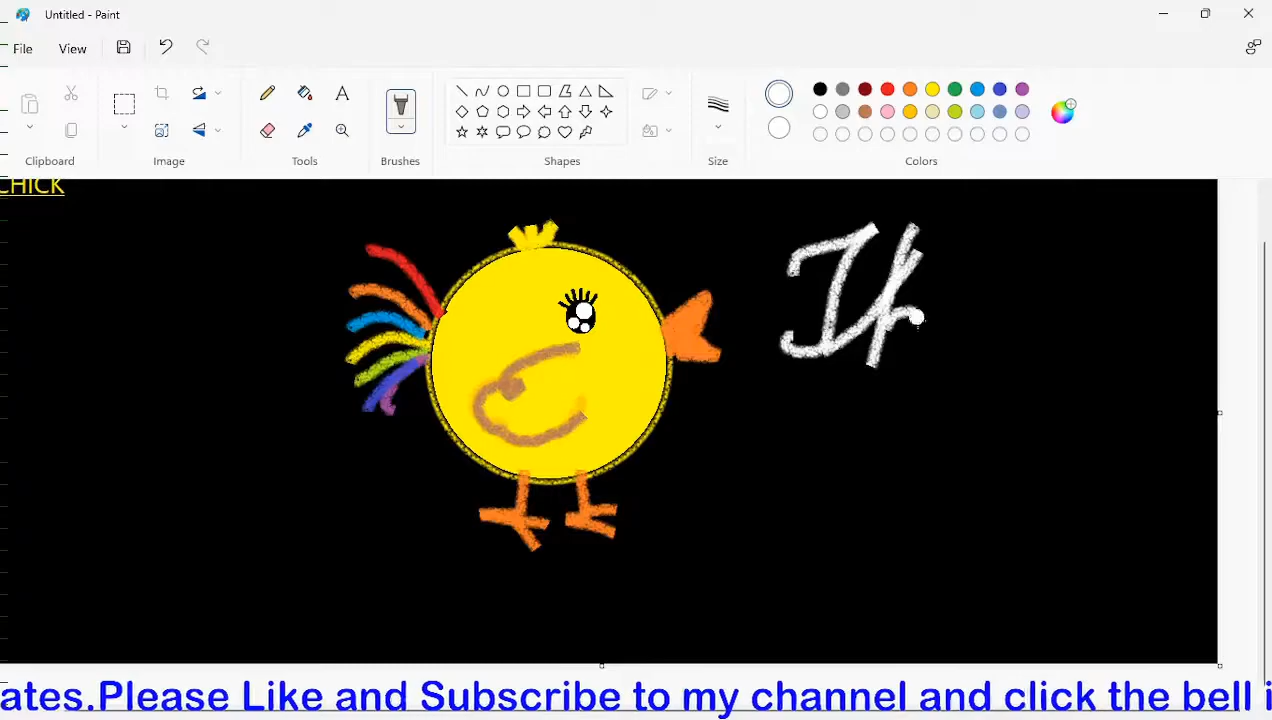 Untitled - Paint
File View
Clipboard Image Tools Brushes Shapes Size Colors
A
CHICK
ates.Please Like and Subscribe to my channel and click the bell i